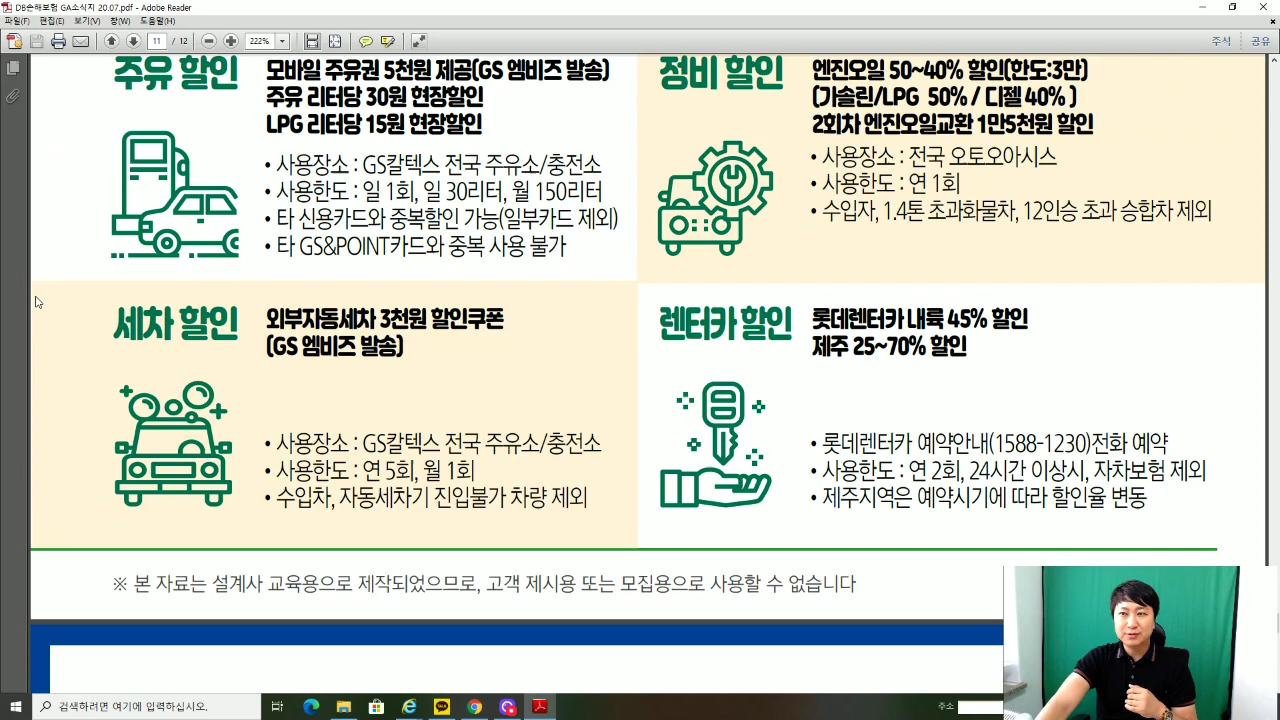 DB손해보험 GA소식지 20.07.pdf - Adobe Reader
파일(F) 편집(E) 보기(V) 창(W) 도움말(H)
11 / 12 222% 주석 공유
주유 할인
모바일 주유권 5천원 제공(GS 엠비즈 발송)
주유 리터당 30원 현장할인
LPG 리터당 15원 현장할인
• 사용장소 : GS칼텍스 전국 주유소/충전소
• 사용한도 : 일 1회, 일 30리터, 월 150리터
• 타 신용카드와 중복할인 가능(일부카드 제외)
• 타 GS&POINT카드와 중복 사용 불가
정비 할인
엔진오일 50~40% 할인(한도:3만)
(가솔린/LPG 50% / 디젤 40% )
2회차 엔진오일교환 1만5천원 할인
• 사용장소 : 전국 오토오아시스
• 사용한도 : 연 1회
• 수입자, 1.4톤 초과화물차, 12인승 초과 승합차 제외
세차 할인
외부자동세차 3천원 할인쿠폰
(GS 엠비즈 발송)
• 사용장소 : GS칼텍스 전국 주유소/충전소
• 사용한도 : 연 5회, 월 1회
• 수입차, 자동세차기 진입불가 차량 제외
렌터카 할인
롯데렌터카 내륙 45% 할인
제주 25~70% 할인
• 롯데렌터카 예약안내(1588-1230)전화 예약
• 사용한도 : 연 2회, 24시간 이상시, 자차보험 제외
• 제주지역은 예약시기에 따라 할인율 변동
※ 본 자료는 설계사 교육용으로 제작되었으므로, 고객 제시용 또는 모집용으로 사용할 수 없습니다
검색하려면 여기에 입력하십시오.
TALK
주소